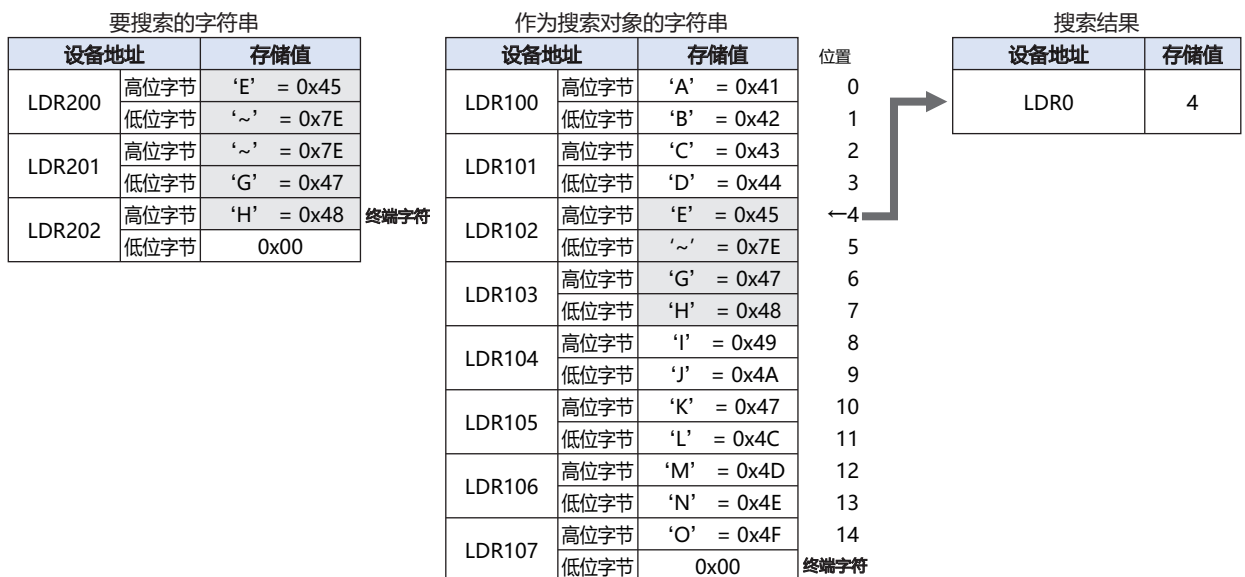 要搜索的字符串
设备地址 存储值
LDR200 高位字节 ‘E’ = 0x45
低位字节 ‘~’ = 0x7E
LDR201 高位字节 ‘~’ = 0x7E
低位字节 ‘G’ = 0x47
LDR202 高位字节 ‘H’ = 0x48 终端字符
低位字节 0x00
作为搜索对象的字符串
设备地址 存储值 位置
LDR100 高位字节 ‘A’ = 0x41 0
低位字节 ‘B’ = 0x42 1
LDR101 高位字节 ‘C’ = 0x43 2
低位字节 ‘D’ = 0x44 3
LDR102 高位字节 ‘E’ = 0x45 ←4
低位字节 ‘~’ = 0x7E 5
LDR103 高位字节 ‘G’ = 0x47 6
低位字节 ‘H’ = 0x48 7
LDR104 高位字节 ‘I’ = 0x49 8
低位字节 ‘J’ = 0x4A 9
LDR105 高位字节 ‘K’ = 0x47 10
低位字节 ‘L’ = 0x4C 11
LDR106 高位字节 ‘M’ = 0x4D 12
低位字节 ‘N’ = 0x4E 13
LDR107 高位字节 ‘O’ = 0x4F 14
低位字节 0x00 终端字符
搜索结果
设备地址 存储值
LDR0 4